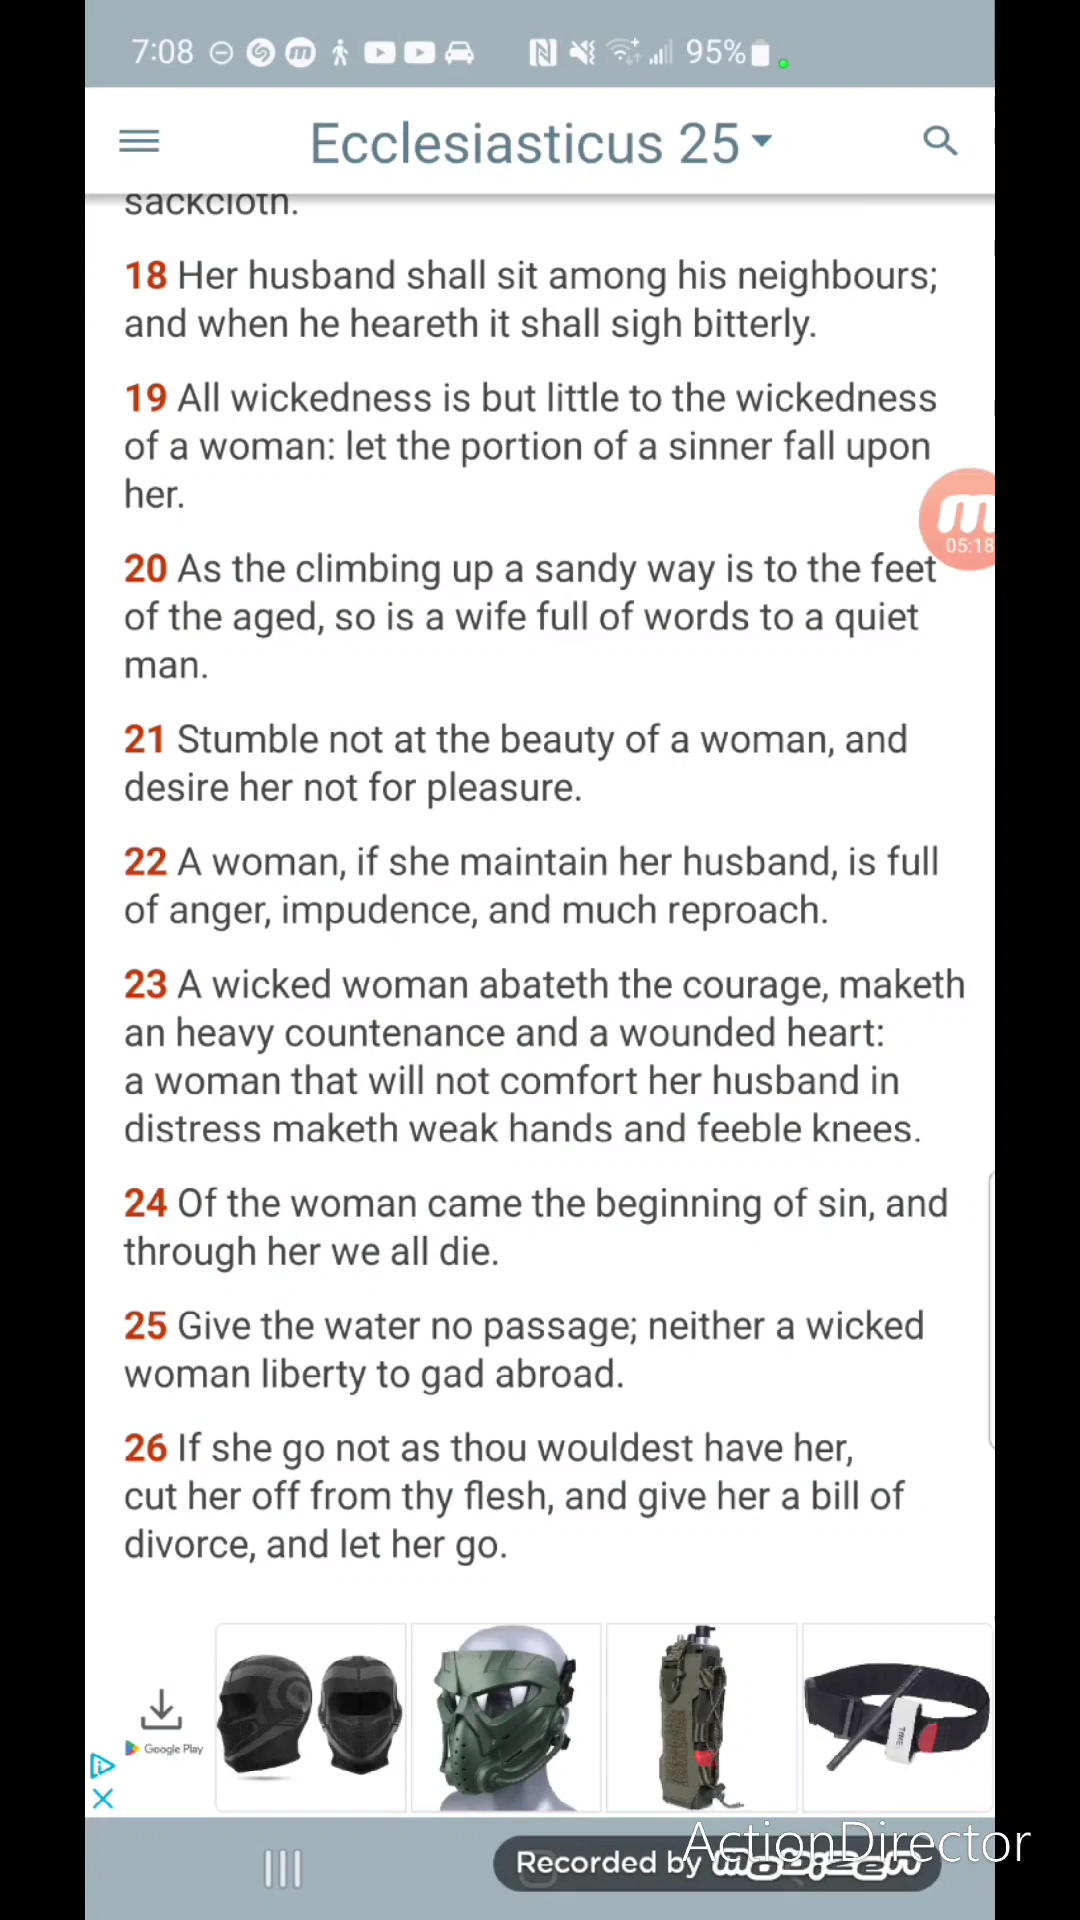 7:08 95%
Ecclesiasticus 25
sackcloth.
18 Her husband shall sit among his neighbours;
and when he heareth it shall sigh bitterly.
19 All wickedness is but little to the wickedness
of a woman: let the portion of a sinner fall upon
her.
m
05:18
20 As the climbing up a sandy way is to the feet
of the aged, so is a wife full of words to a quiet
man.
21 Stumble not at the beauty of a woman, and
desire her not for pleasure.
22 A woman, if she maintain her husband, is full
of anger, impudence, and much reproach.
23 A wicked woman abateth the courage, maketh
an heavy countenance and a wounded heart:
a woman that will not comfort her husband in
distress maketh weak hands and feeble knees.
24 Of the woman came the beginning of sin, and
through her we all die.
25 Give the water no passage; neither a wicked
woman liberty to gad abroad.
26 If she go not as thou wouldest have her,
cut her off from thy flesh, and give her a bill of
divorce, and let her go.
Google Play
TIME:
ActionDirector
Recorded by mobizen